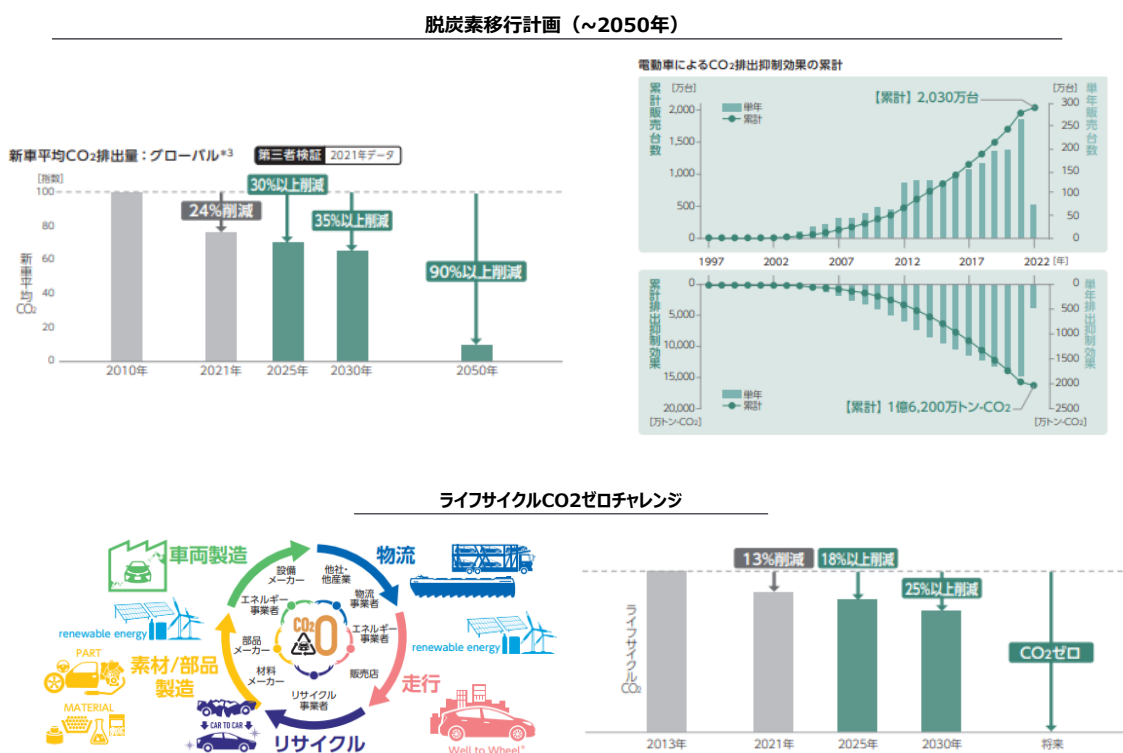 脱炭素移行計画（~2050年）
新車平均CO2排出量：グローバル*3
第三者検証 2021年データ
[指数]
100
80
60
40
20
0
新車平均CO2
24%削減
30%以上削減
35%以上削減
90%以上削減
2010年
2021年
2025年
2030年
2050年
電動車によるCO2排出抑制効果の累計
累計販売台数
[万台]
2,000
1,500
1,000
500
0
単年
累計
【累計】2,030万台
[万台]
300
250
200
150
100
50
0
単年販売台数
1997
2002
2007
2012
2017
2022 [年]
累計排出抑制効果
0
5,000
10,000
15,000
20,000
[万トン-CO2]
単年
累計
【累計】1億6,200万トン-CO2
0
500
1000
1500
2000
2500
[万トン-CO2]
単年排出抑制効果
ライフサイクルCO2ゼロチャレンジ
車両製造
物流
走行
リサイクル
素材/部品
製造
renewable energy
renewable energy
PART
MATERIAL
CAR TO CAR
Well to Wheel*
設備
メーカー
他社・
他産業
物流
事業者
エネルギー
事業者
販売店
リサイクル
事業者
材料
メーカー
部品
メーカー
エネルギー
事業者
CO2
0
ライフサイクルCO2
13%削減
18%以上削減
25%以上削減
CO2ゼロ
2013年
2021年
2025年
2030年
将来